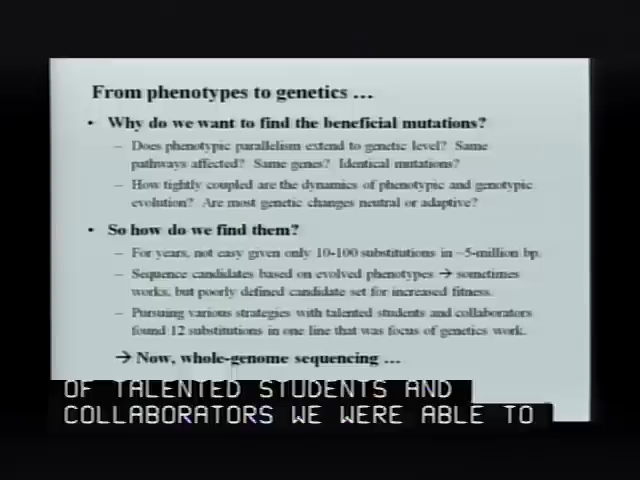 From phenotypes to genetics …
• Why do we want to find the beneficial mutations?
– Does phenotypic parallelism extend to genetic level? Same
pathways affected? Same genes? Identical mutations?
– How tightly coupled are the dynamics of phenotypic and genotypic
evolution? Are most genetic changes neutral or adaptive?
• So how do we find them?
– For years, not easy given only 10-100 substitutions in ~5-million bp.
– Sequence candidates based on evolved phenotypes → sometimes
works, but poorly defined candidate set for increased fitness.
– Pursuing various strategies with talented students and collaborators
found 12 substitutions in one line that was focus of genetics work.
→ Now, whole-genome sequencing …
OF TALENTED STUDENTS AND
COLLABORATORS WE WERE ABLE TO